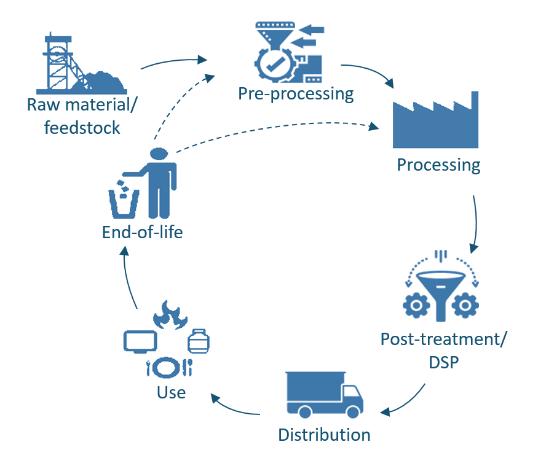 Raw material/
feedstock
Pre-processing
Processing
Post-treatment/
DSP
Distribution
Use
End-of-life